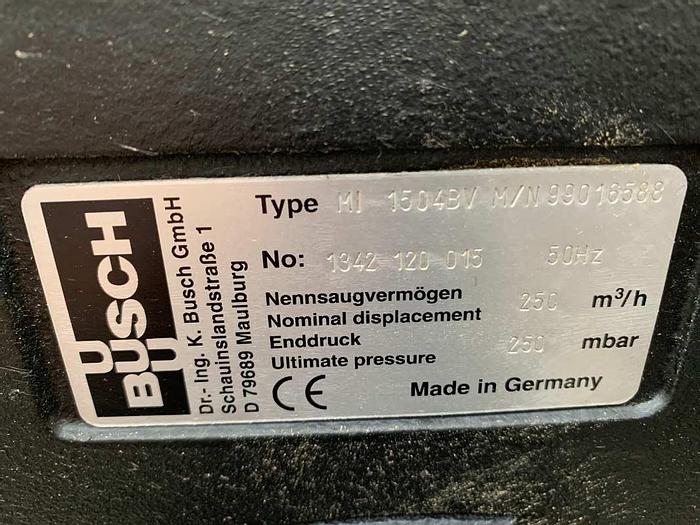 BUSCH
Dr.- Ing. K. Busch GmbH
Schauinslandstraße 1
D 79689 Maulburg
Type MI 1504BV M/N 99016588
No: 1342 120 015 50Hz
Nennsaugvermögen
Nominal displacement 250 m³/h
Enddruck
Ultimate pressure 250 mbar
CE Made in Germany